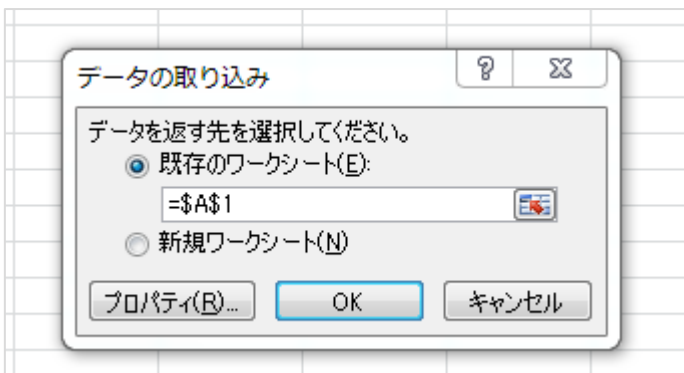 データの取り込み
データを返す先を選択してください。
既存のワークシート(E):
=$A$1
新規ワークシート(N)
プロパティ(R)... OK キャンセル